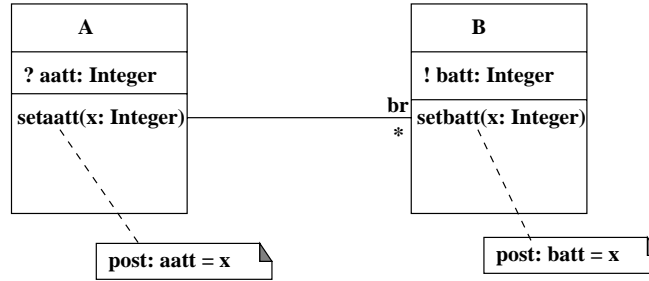 A
? aatt: Integer
setaatt(x: Integer)
br
*
B
! batt: Integer
setbatt(x: Integer)
post: aatt = x
post: batt = x